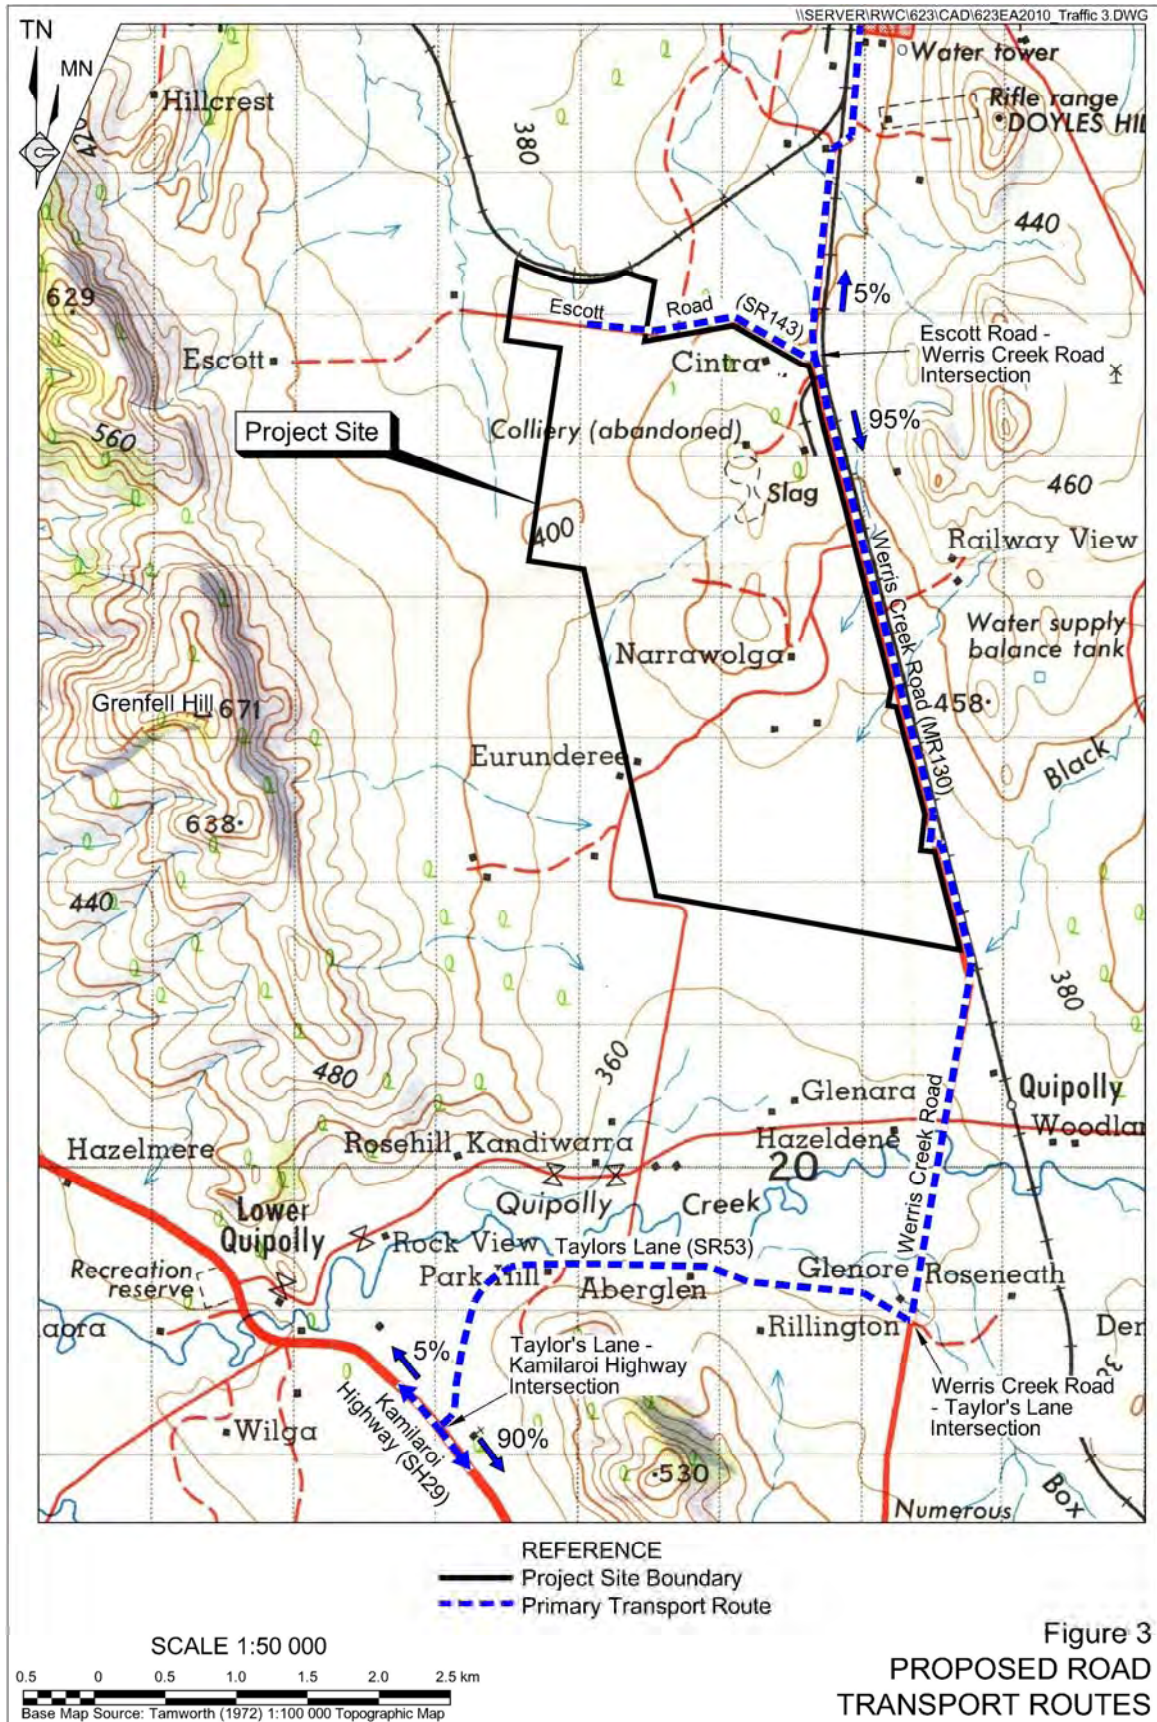 \\SERVER\RWC\623\CAD\623EA2010_Traffic 3.DWG
TN
MN
Water tower
Hillcrest
Rifle range
DOYLES HIL
380
420
440
629
5%
Escott
Road
(SR143)
Escott Road -
Werris Creek Road
Intersection
Escott
Cintra
95%
Project Site
560
Colliery (abandoned)
Slag
460
400
Railway View
Werris Creek Road (MR130)
Water supply
balance tank
Narrawolga
Grenfell Hill
671
458
Black
Eurunderee
638
440
380
480
360
Glenara
Quipolly
Werris Creek Road
Hazelmere
Rosehill
Kandiwarra
Hazeldene
Woodlan
20
Lower
Quipolly
Quipolly
Creek
Rock View
Taylors Lane (SR53)
Recreation
reserve
Park Hill
Aberglen
Glenore
Roseneath
aora
Rillington
Der
5%
Taylor's Lane -
Kamilaroi Highway
Intersection
Werris Creek Road
- Taylor's Lane
Intersection
Wilga
Kamilaroi
Highway (SH29)
90%
530
Numerous
Box
REFERENCE
Project Site Boundary
Primary Transport Route
SCALE 1:50 000
0.5 0 0.5 1.0 1.5 2.0 2.5 km
Base Map Source: Tamworth (1972) 1:100 000 Topographic Map
Figure 3
PROPOSED ROAD
TRANSPORT ROUTES